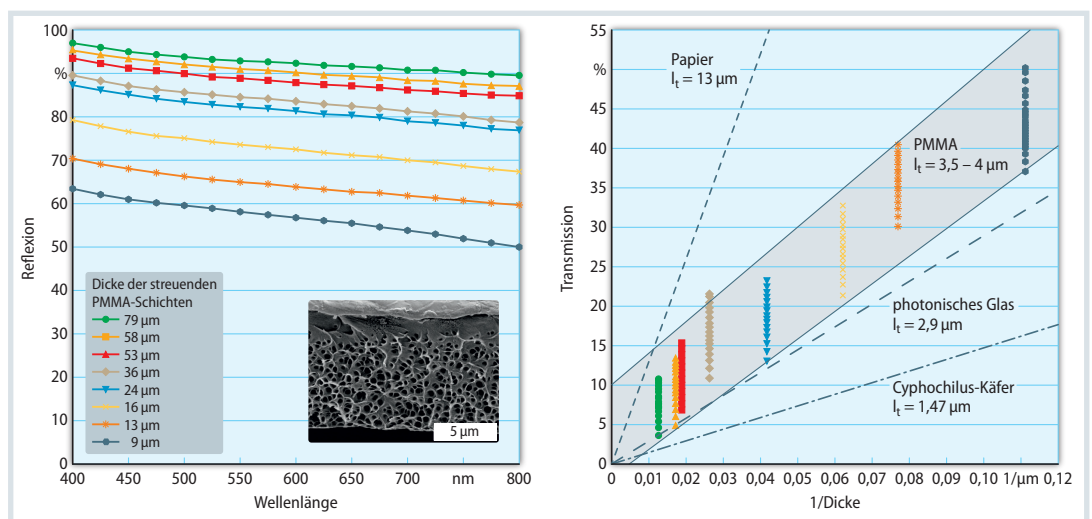 100
%
90
80
70
60
50
40
30
20
10
0
Reflexion
400
450
500
550
600
650
700
nm
800
Wellenlänge
Dicke der streuenden
PMMA-Schichten
79 µm
58 µm
53 µm
36 µm
24 µm
16 µm
13 µm
9 µm
5 µm
55
%
45
40
35
30
25
20
15
10
5
0
Transmission
0
0,01
0,02
0,03
0,04
0,05
0,06
0,07
0,08
0,09
0,1
1/µm
0,12
1/Dicke
Papier
lt = 13 µm
PMMA
lt = 3,5 – 4 µm
photonisches Glas
lt = 2,9 µm
Cyphochilus-Käfer
lt = 1,47 µm